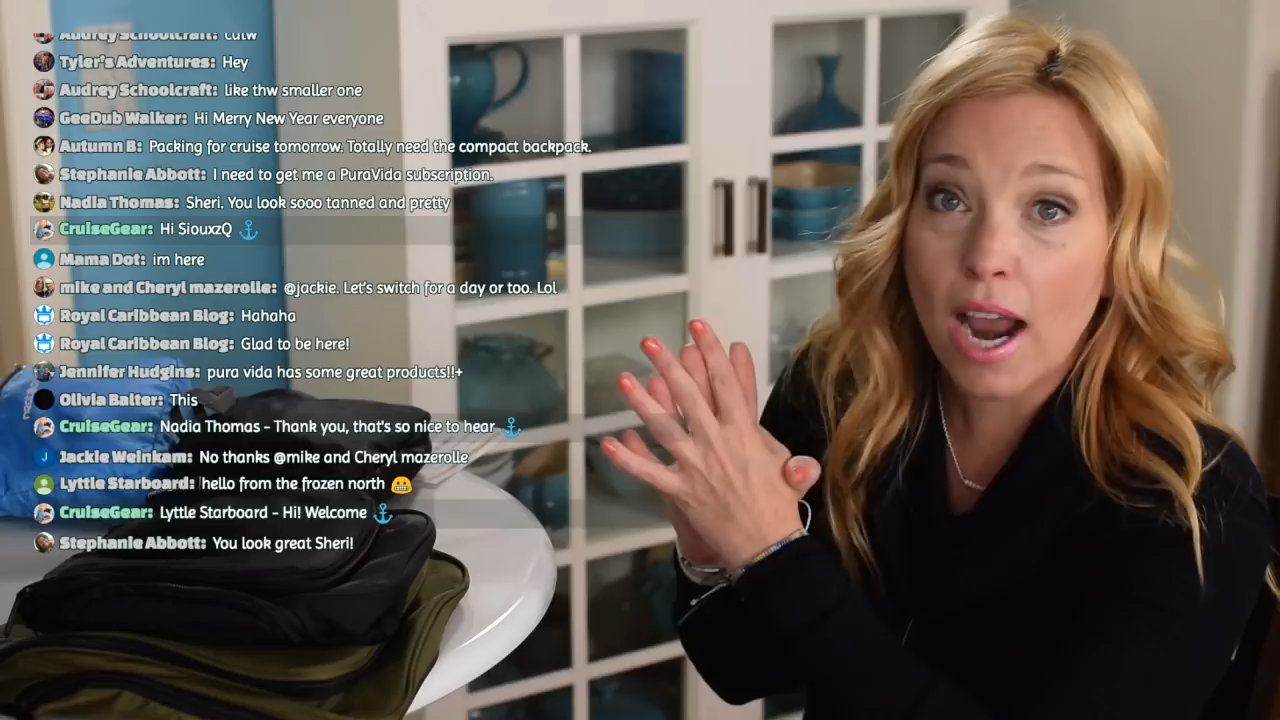 Audrey Schoolcraft: cutw
Tyler's Adventures: Hey
Audrey Schoolcraft: like thw smaller one
GeeDub Walker: Hi Merry New Year everyone
Autumn B: Packing for cruise tomorrow. Totally need the compact backpack.
Stephanie Abbott: I need to get me a PuraVida subscription.
Nadia Thomas: Sheri. You look sooo tanned and pretty
CruiseGear: Hi SiouxzQ ⚓
Mama Dot: im here
mike and Cheryl mazerolle: @jackie. Let's switch for a day or too. Lol
Royal Caribbean Blog: Hahaha
Royal Caribbean Blog: Glad to be here!
Jennifer Hudgins: pura vida has some great products!!+
Olivia Balter: This
CruiseGear: Nadia Thomas - Thank you, that's so nice to hear ⚓
J Jackie Weinkam: No thanks @mike and Cheryl mazerolle
Lyttle Starboard: hello from the frozen north 😬
CruiseGear: Lyttle Starboard - Hi! Welcome ⚓
Stephanie Abbott: You look great Sheri!